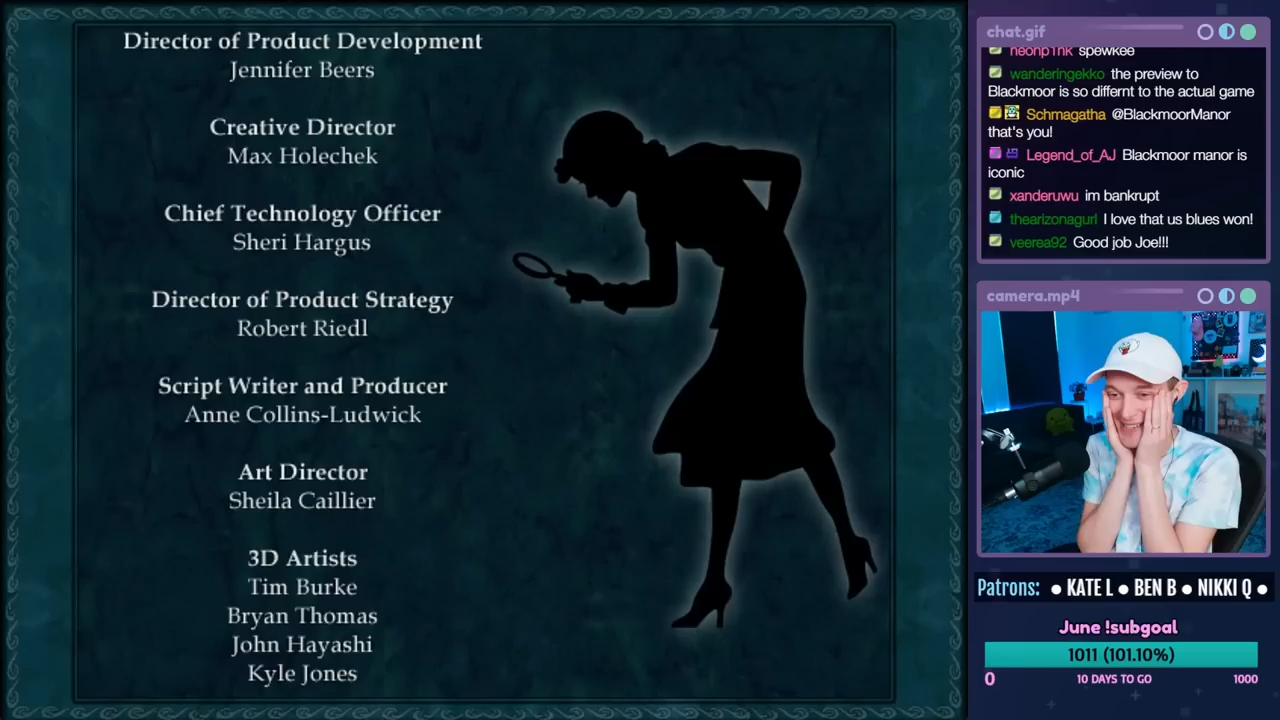 Director of Product Development
Jennifer Beers
Creative Director
Max Holechek
Chief Technology Officer
Sheri Hargus
Director of Product Strategy
Robert Riedl
Script Writer and Producer
Anne Collins-Ludwick
Art Director
Sheila Caillier
3D Artists
Tim Burke
Bryan Thomas
John Hayashi
Kyle Jones
chat.gif
neonp1nk spewkee
wanderingekko the preview to
Blackmoor is so differnt to the actual game
Schmagatha @BlackmoorManor
that's you!
Legend_of_AJ Blackmoor manor is
iconic
xanderuwu im bankrupt
thearizonagurl I love that us blues won!
veerea92 Good job Joe!!!
camera.mp4
Patrons: ● KATE L ● BEN B ● NIKKI Q ●
June !subgoal
1011 (101.10%)
0 10 DAYS TO GO 1000